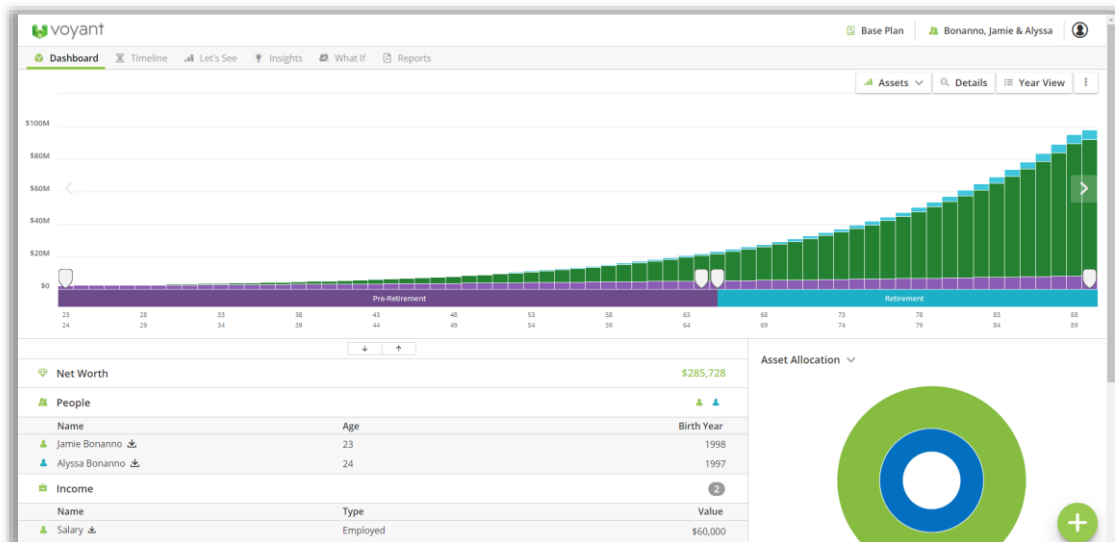 voyant
Base Plan
Bonanno, Jamie & Alyssa
Dashboard Timeline Let's See Insights What If Reports
Assets Details Year View
$100M
$80M
$60M
$40M
$20M
$0
Pre-Retirement Retirement
23 28 33 38 43 48 53 58 63 68 73 78 83 88
24 29 34 39 44 49 54 59 64 69 74 79 84 89
Net Worth $285,728
Asset Allocation
People
Name Age Birth Year
Jamie Bonanno 23 1998
Alyssa Bonanno 24 1997
Income 2
Name Type Value
Salary Employed $60,000